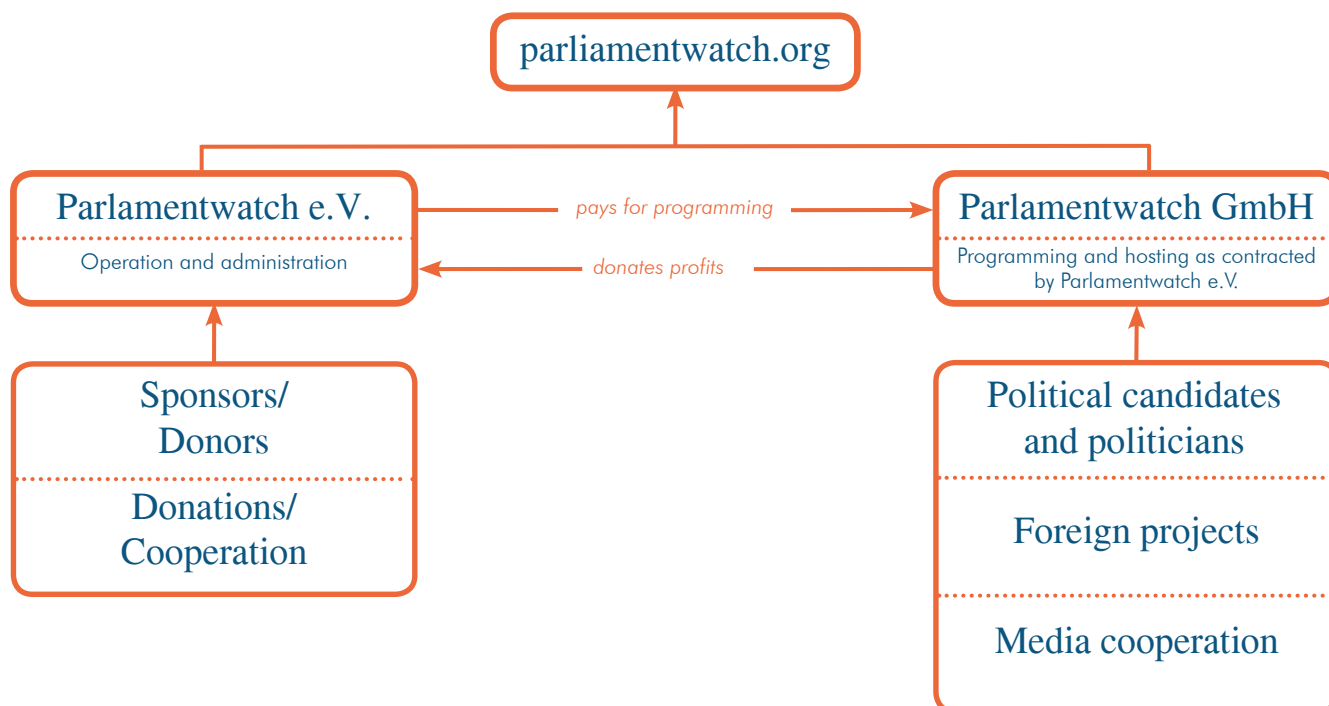 parliamentwatch.org
Parlamentwatch e.V.
Operation and administration
pays for programming
donates profits
Parlamentwatch GmbH
Programming and hosting as contracted
by Parlamentwatch e.V.
Sponsors/
Donors
Donations/
Cooperation
Political candidates
and politicians
Foreign projects
Media cooperation